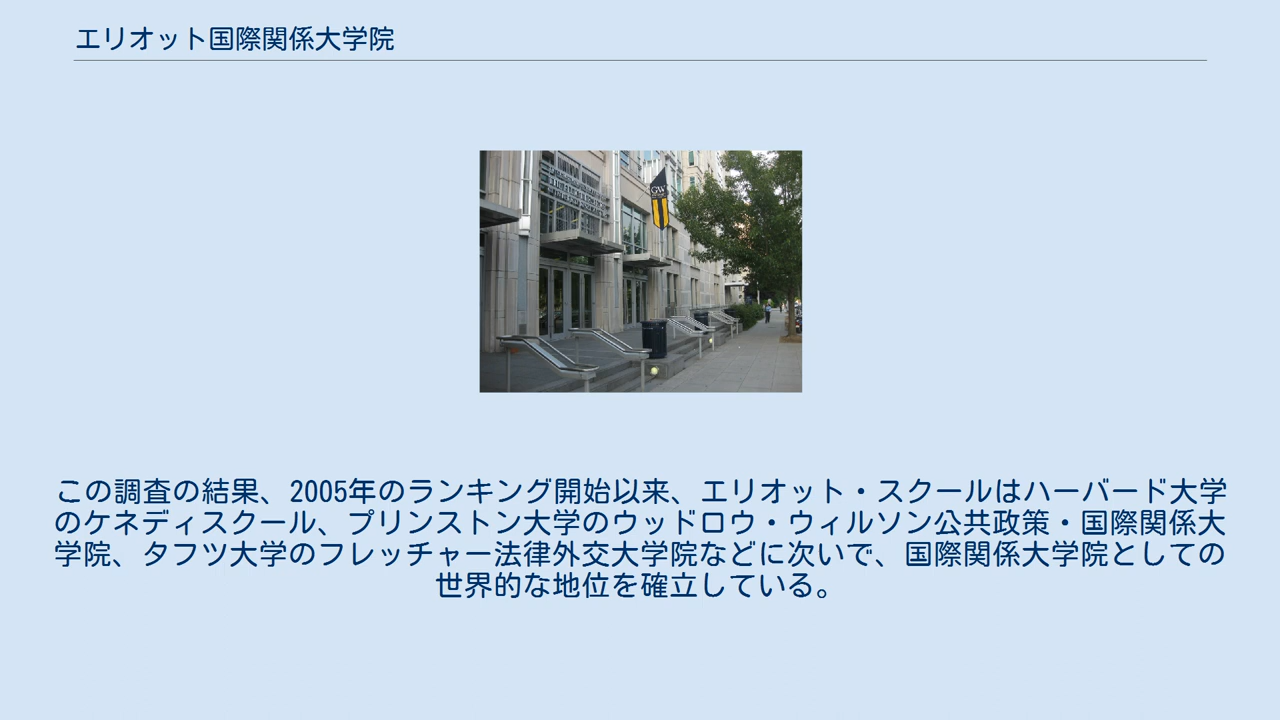 エリオット国際関係大学院
GW
この調査の結果、2005年のランキング開始以来、エリオット・スクールはハーバード大学
のケネディスクール、プリンストン大学のウッドロウ・ウィルソン公共政策・国際関係大
学院、タフツ大学のフレッチャー法律外交大学院などに次いで、国際関係大学院としての
世界的な地位を確立している。